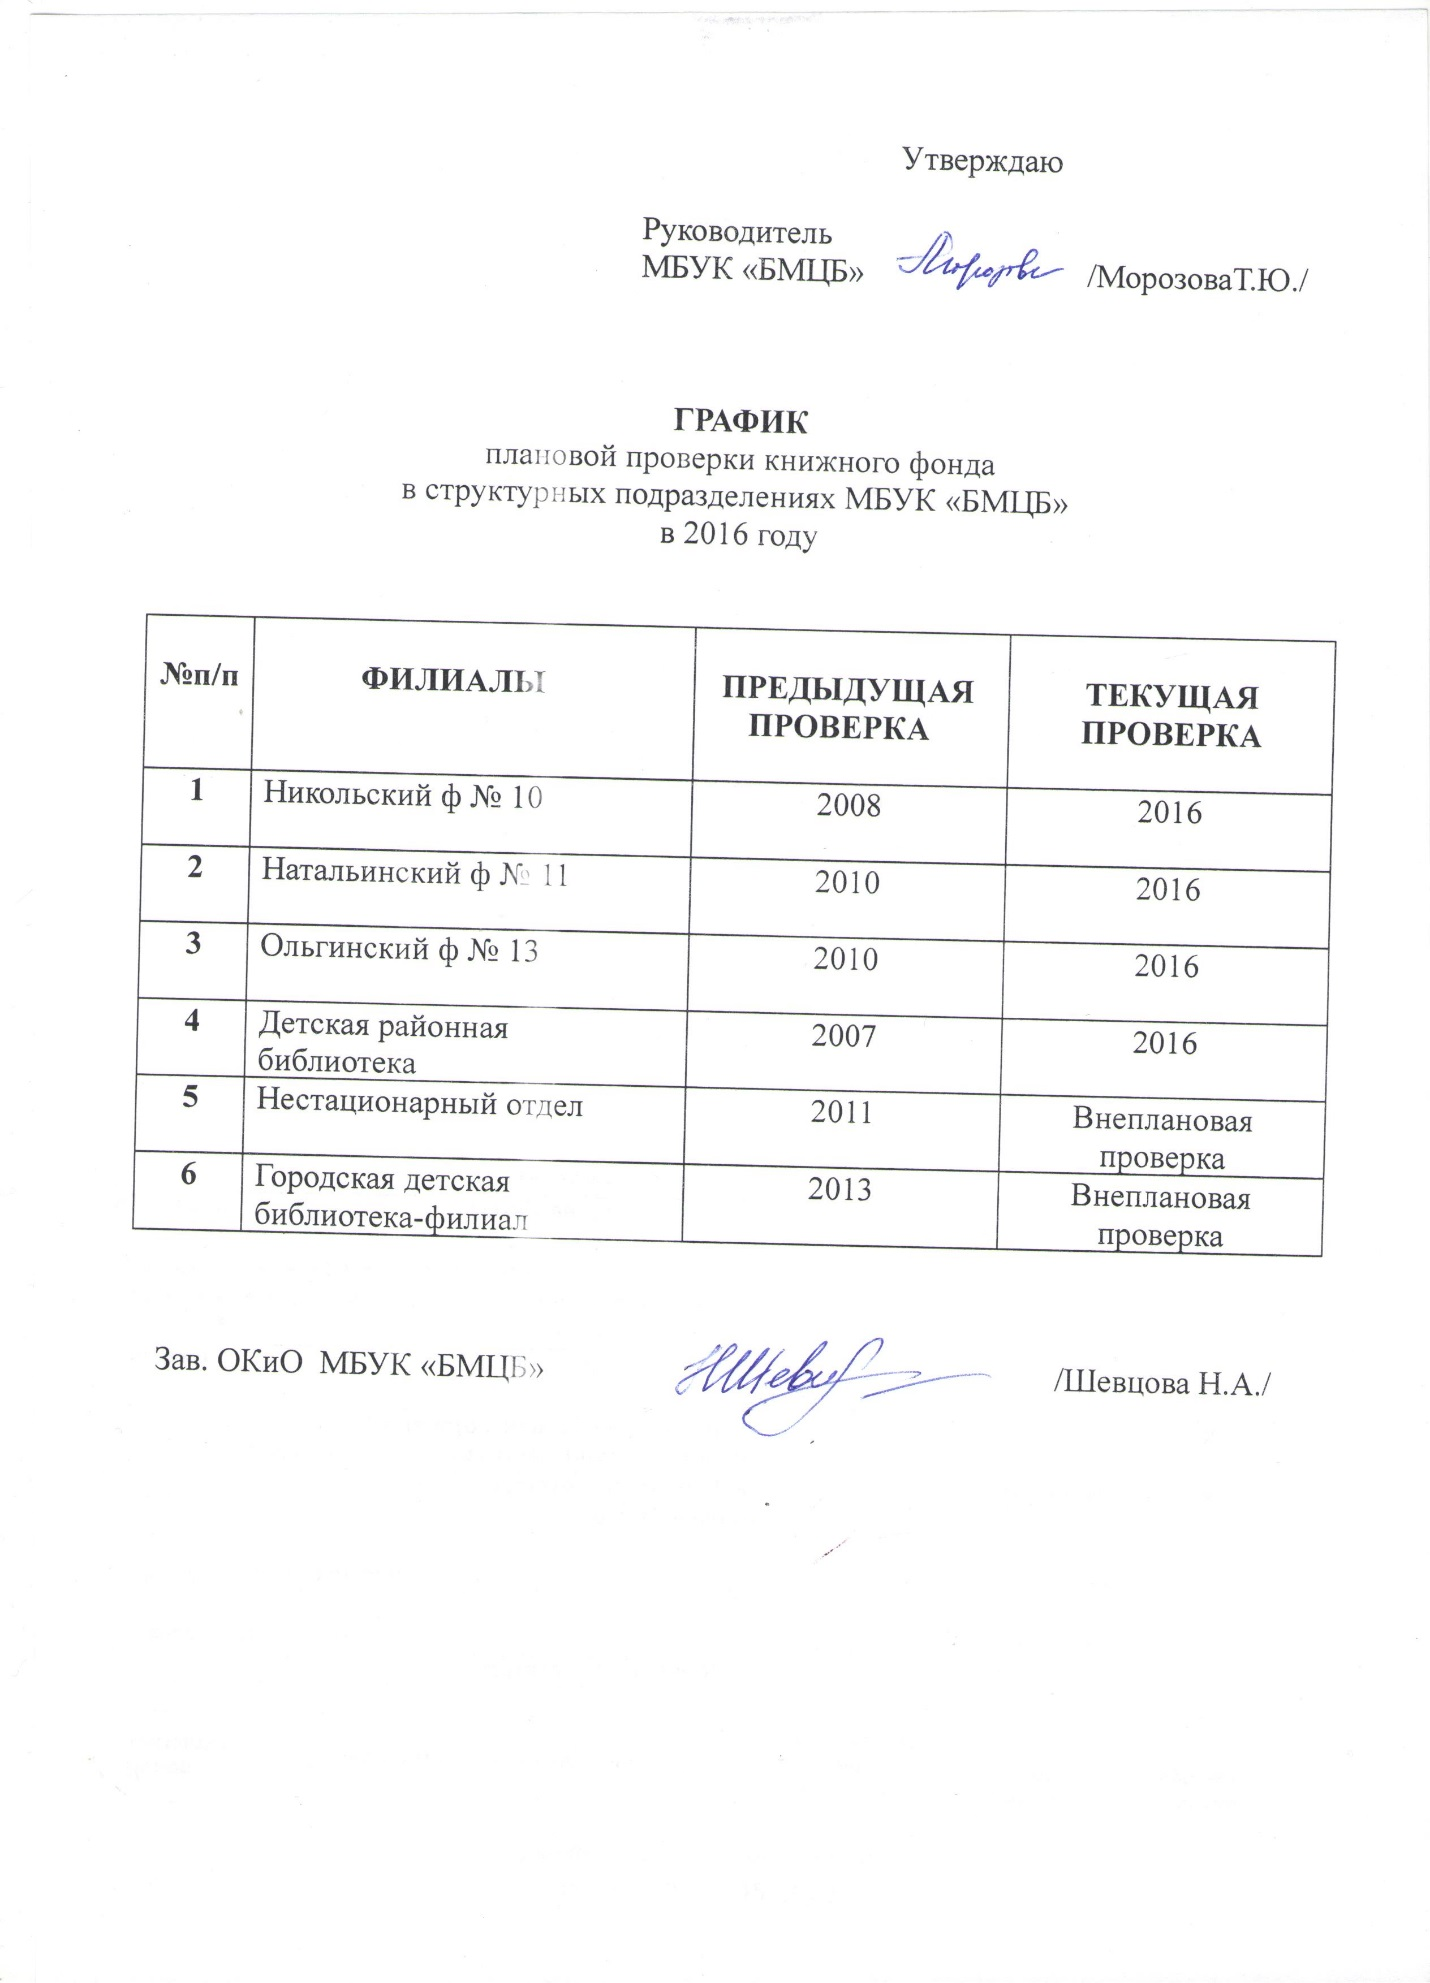 Утверждаю
Руководитель
МБУК «БМЦБ» /МорозоваТ.Ю./
ГРАФИК
плановой проверки книжного фонда
в структурных подразделениях МБУК «БМЦБ»
в 2016 году
№п/п ФИЛИАЛЫ ПРЕДЫДУЩАЯ ПРОВЕРКА ТЕКУЩАЯ ПРОВЕРКА
1 Никольский ф № 10 2008 2016
2 Натальинский ф № 11 2010 2016
3 Ольгинский ф № 13 2010 2016
4 Детская районная библиотека 2007 2016
5 Нестационарный отдел 2011 Внеплановая проверка
6 Городская детская библиотека-филиал 2013 Внеплановая проверка
Зав. ОКиО МБУК «БМЦБ» /Шевцова Н.А./